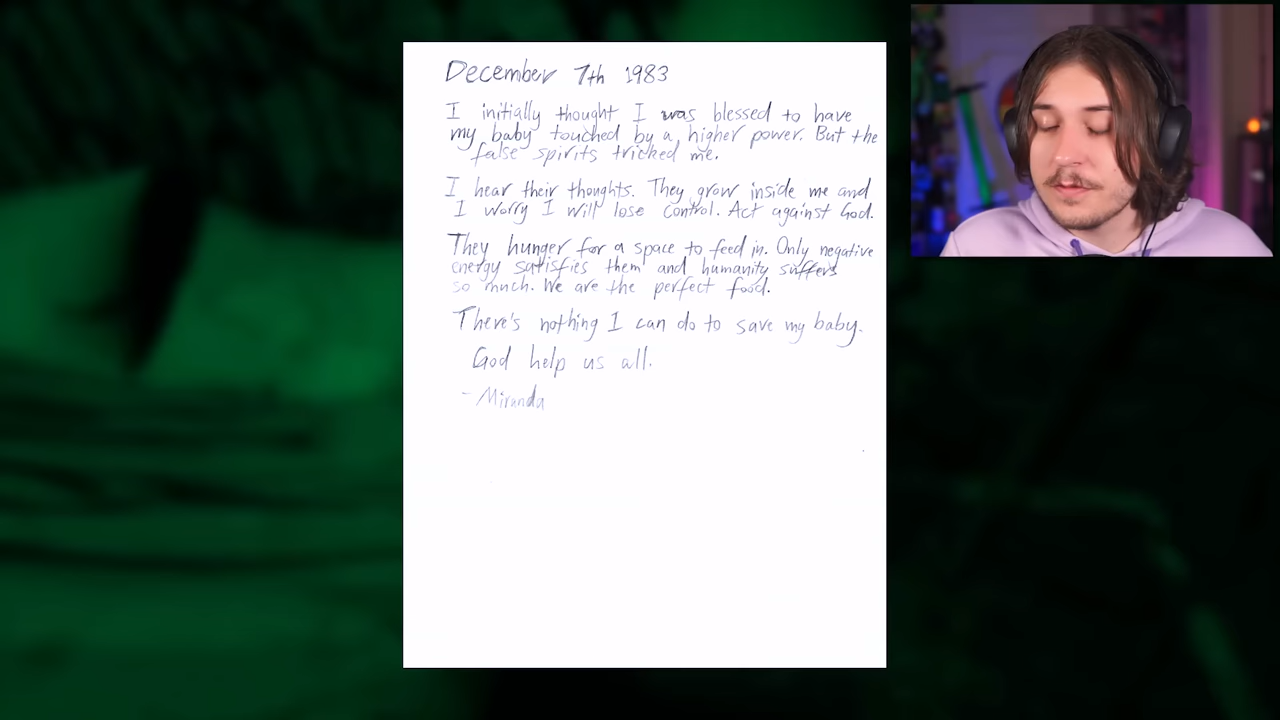 December 7th 1983
I initially thought I was blessed to have
my baby touched by a higher power. But the
false spirits tricked me.
I hear their thoughts. They grow inside me and
I worry I will lose control. Act against God.
They hunger for a space to feed in. Only negative
energy satisfies them and humanity suffers
so much. We are the perfect food.
There's nothing I can do to save my baby.
God help us all.
- Miranda